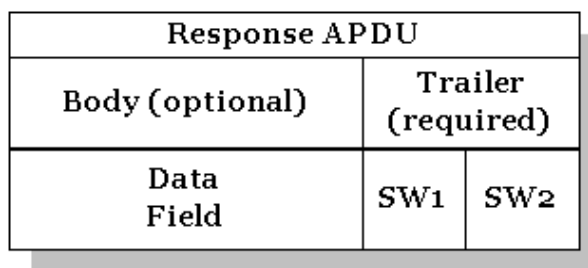 Response APDU
Body (optional)
Trailer
(required)
Data
Field
SW1
SW2